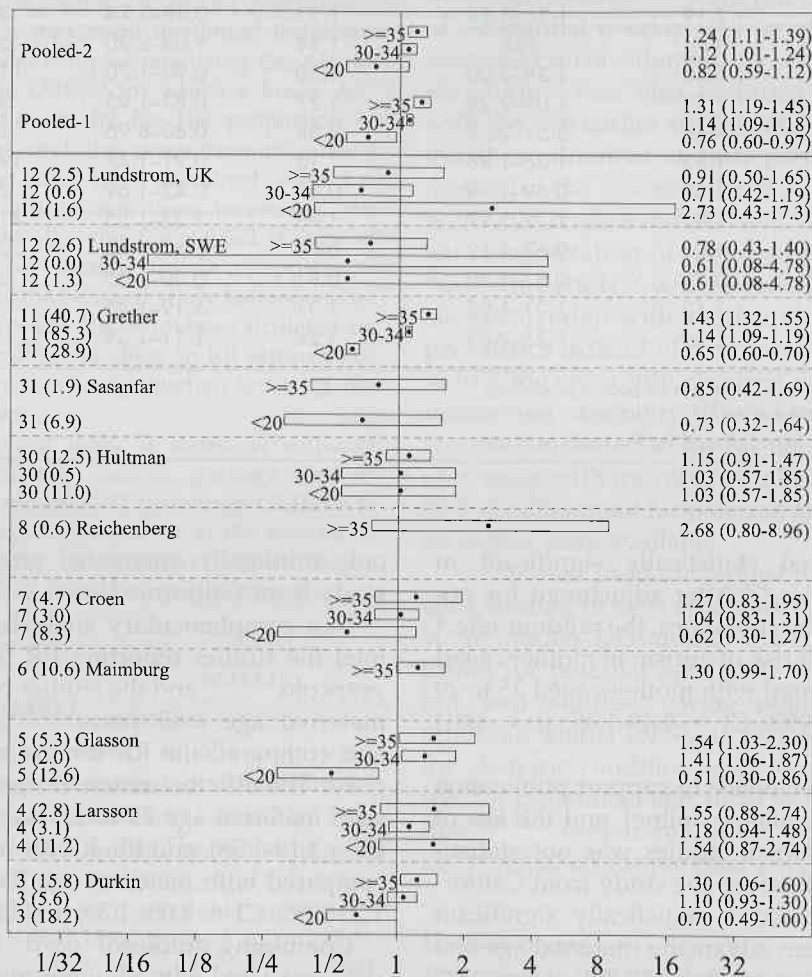 >=35 1.24 (1.11-1.39)
Pooled-2 30-34 1.12 (1.01-1.24)
<20 0.82 (0.59-1.12)
>=35 1.31 (1.19-1.45)
Pooled-1 30-34 1.14 (1.09-1.18)
<20 0.76 (0.60-0.97)
12 (2.5) Lundstrom, UK >=35 0.91 (0.50-1.65)
12 (0.6) 30-34 0.71 (0.42-1.19)
12 (1.6) <20 2.73 (0.43-17.3)
12 (2.6) Lundstrom, SWE >=35 0.78 (0.43-1.40)
12 (0.0) 30-34 0.61 (0.08-4.78)
12 (1.3) <20 0.61 (0.08-4.78)
11 (40.7) Grether >=35 1.43 (1.32-1.55)
11 (85.3) 30-34 1.14 (1.09-1.19)
11 (28.9) <20 0.65 (0.60-0.70)
31 (1.9) Sasanfar >=35 0.85 (0.42-1.69)
31 (6.9) <20 0.73 (0.32-1.64)
30 (12.5) Hultman >=35 1.15 (0.91-1.47)
30 (0.5) 30-34 1.03 (0.57-1.85)
30 (11.0) <20 1.03 (0.57-1.85)
8 (0.6) Reichenberg >=35 2.68 (0.80-8.96)
7 (4.7) Croen >=35 1.27 (0.83-1.95)
7 (3.0) 30-34 1.04 (0.83-1.31)
7 (8.3) <20 0.62 (0.30-1.27)
6 (10.6) Maimburg >=35 1.30 (0.99-1.70)
5 (5.3) Glasson >=35 1.54 (1.03-2.30)
5 (2.0) 30-34 1.41 (1.06-1.87)
5 (12.6) <20 0.51 (0.30-0.86)
4 (2.8) Larsson >=35 1.55 (0.88-2.74)
4 (3.1) 30-34 1.18 (0.94-1.48)
4 (11.2) <20 1.54 (0.87-2.74)
3 (15.8) Durkin >=35 1.30 (1.06-1.60)
3 (5.6) 30-34 1.10 (0.93-1.30)
3 (18.2) <20 0.70 (0.49-1.00)
1/32 1/16 1/8 1/4 1/2 1 2 4 8 16 32